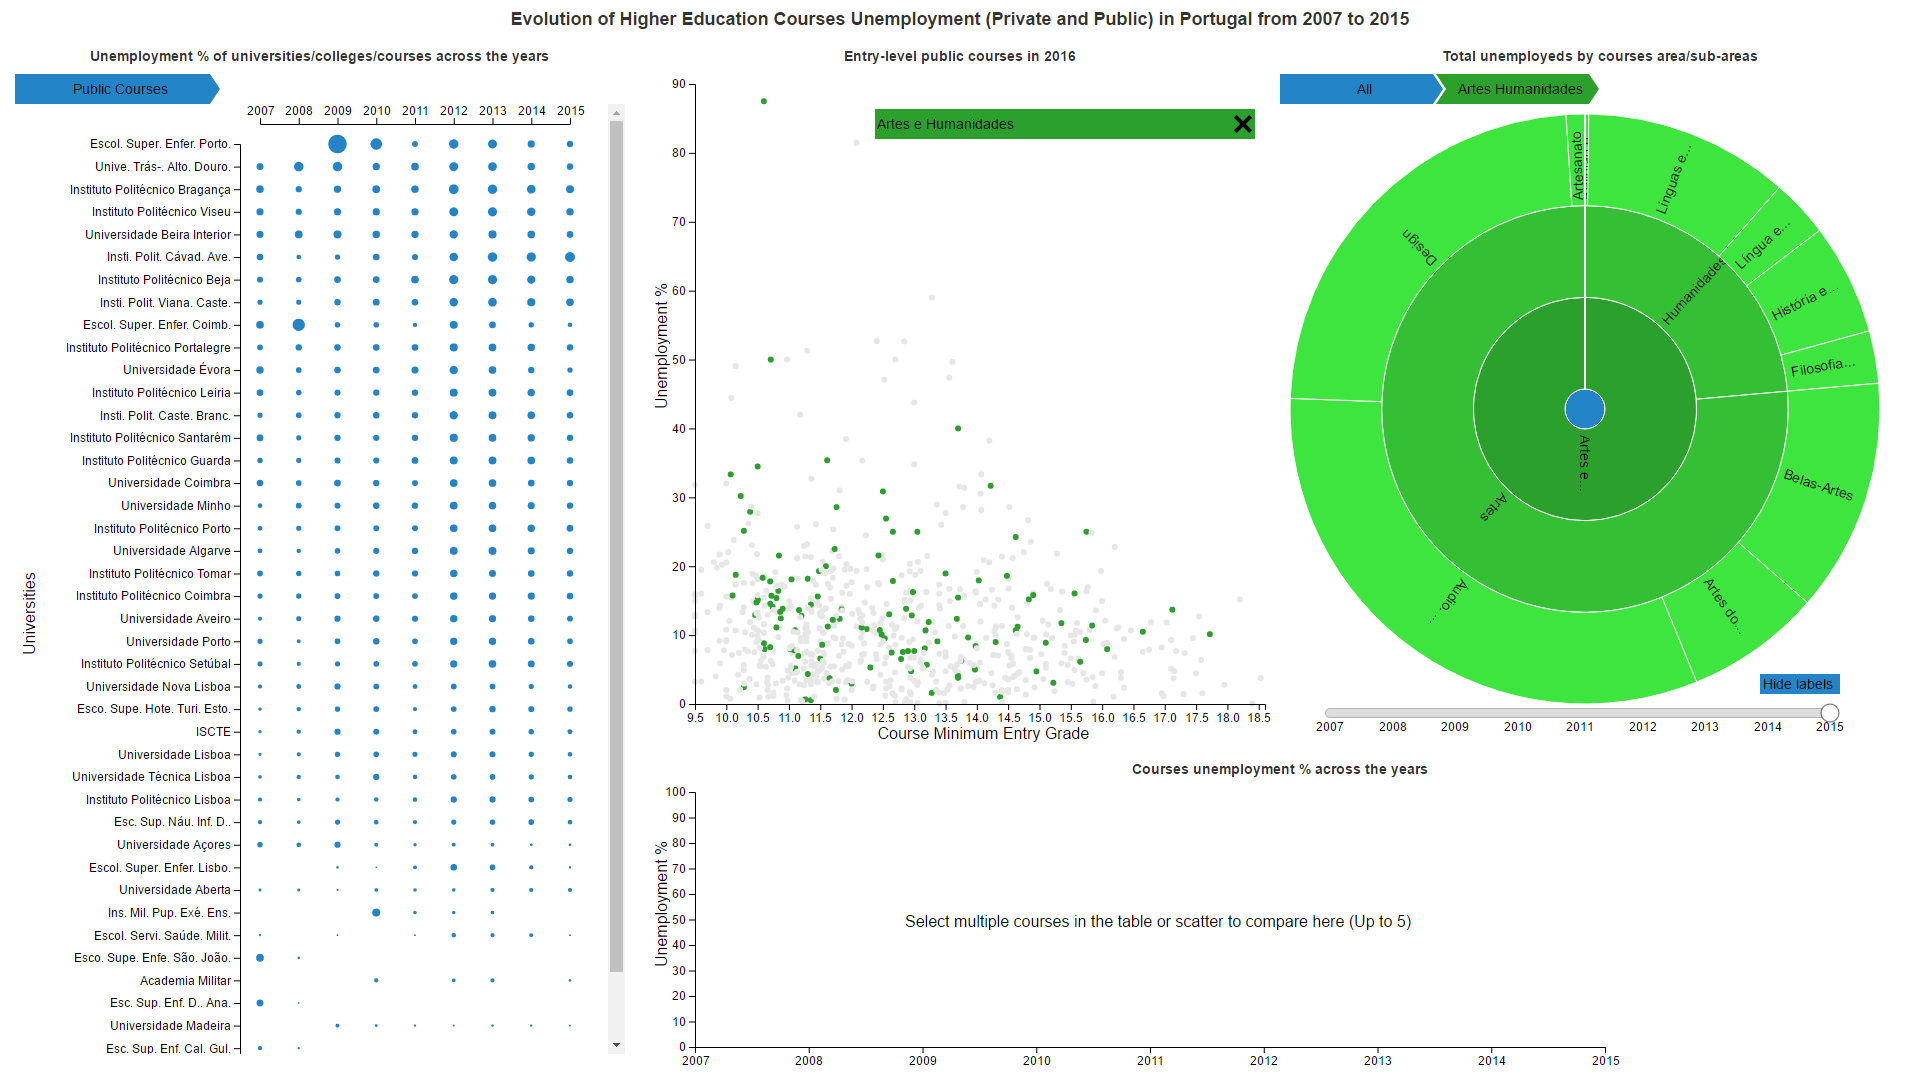 Evolution of Higher Education Courses Unemployment (Private and Public) in Portugal from 2007 to 2015
Unemployment % of universities/colleges/courses across the years
Public Courses
2007 2008 2009 2010 2011 2012 2013 2014 2015
Escol. Super. Enfer. Porto.
Unive. Trás-. Alto. Douro.
Instituto Politécnico Bragança
Instituto Politécnico Viseu
Universidade Beira Interior
Insti. Polit. Cávad. Ave.
Instituto Politécnico Beja
Insti. Polit. Viana. Caste.
Escol. Super. Enfer. Coimb.
Instituto Politécnico Portalegre
Universidade Évora
Instituto Politécnico Leiria
Insti. Polit. Caste. Branc.
Instituto Politécnico Santarém
Instituto Politécnico Guarda
Universidade Coimbra
Universidade Minho
Instituto Politécnico Porto
Universidade Algarve
Instituto Politécnico Tomar
Instituto Politécnico Coimbra
Universidade Aveiro
Universidade Porto
Instituto Politécnico Setúbal
Universidade Nova Lisboa
Esco. Supe. Hote. Turi. Esto.
ISCTE
Universidade Lisboa
Universidade Técnica Lisboa
Instituto Politécnico Lisboa
Esc. Sup. Náu. Inf. D..
Universidade Açores
Escol. Super. Enfer. Lisbo.
Universidade Aberta
Ins. Mil. Pup. Exé. Ens.
Escol. Servi. Saúde. Milit.
Esco. Supe. Enfe. São. João.
Academia Militar
Esc. Sup. Enf. D.. Ana.
Universidade Madeira
Esc. Sup. Enf. Cal. Gul.
Universities
Entry-level public courses in 2016
Artes e Humanidades
90
80
70
60
50
40
30
20
10
0
Unemployment %
9.5 10.0 10.5 11.0 11.5 12.0 12.5 13.0 13.5 14.0 14.5 15.0 15.5 16.0 16.5 17.0 17.5 18.0 18.5
Course Minimum Entry Grade
Total unemployeds by courses area/sub-areas
All
Artes Humanidades
Artesanato
Línguas e...
Língua e...
História e...
Filosofia...
Humanidades
Design
Artes e...
Artes
Belas-Artes
Artes do...
Áudio...
Hide labels
2007 2008 2009 2010 2011 2012 2013 2014 2015
Courses unemployment % across the years
100
90
80
70
60
50
40
30
20
10
0
Unemployment %
Select multiple courses in the table or scatter to compare here (Up to 5)
2007 2008 2009 2010 2011 2012 2013 2014 2015